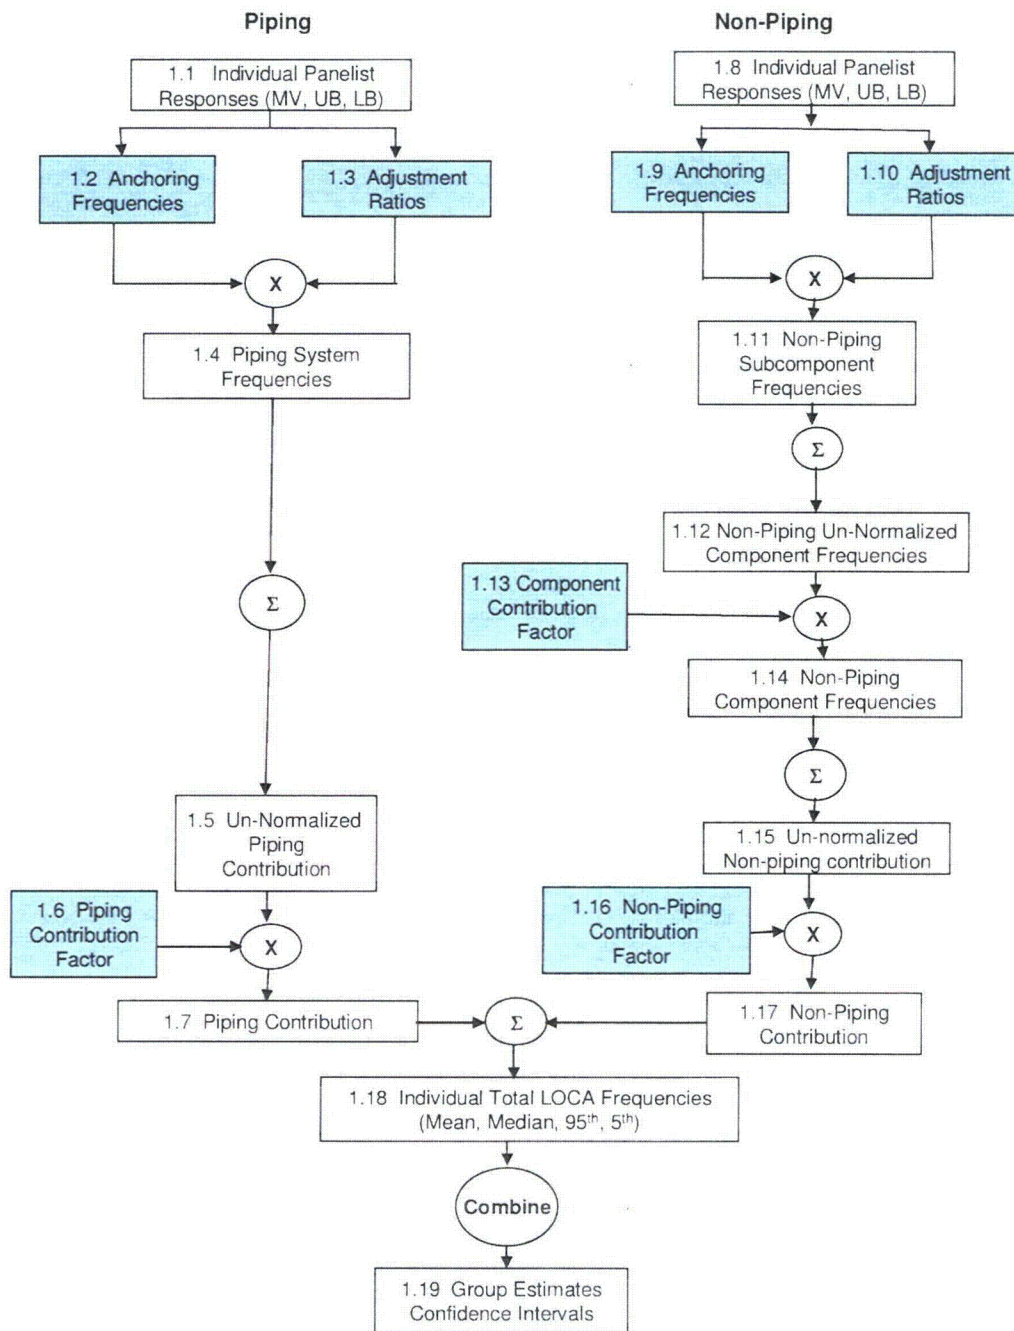 Piping
Non-Piping
1.1 Individual Panelist
Responses (MV, UB, LB)
1.8 Individual Panelist
Responses (MV, UB, LB)
1.2 Anchoring
Frequencies
1.3 Adjustment
Ratios
1.9 Anchoring
Frequencies
1.10 Adjustment
Ratios
X
X
1.4 Piping System
Frequencies
1.11 Non-Piping
Subcomponent
Frequencies
Σ
1.12 Non-Piping Un-Normalized
Component Frequencies
1.13 Component
Contribution
Factor
Σ
X
1.14 Non-Piping
Component Frequencies
Σ
1.5 Un-Normalized
Piping
Contribution
1.15 Un-normalized
Non-piping contribution
1.6 Piping
Contribution
Factor
X
1.16 Non-Piping
Contribution
Factor
X
1.7 Piping Contribution
Σ
1.17 Non-Piping
Contribution
1.18 Individual Total LOCA Frequencies
(Mean, Median, 95th, 5th)
Combine
1.19 Group Estimates
Confidence Intervals